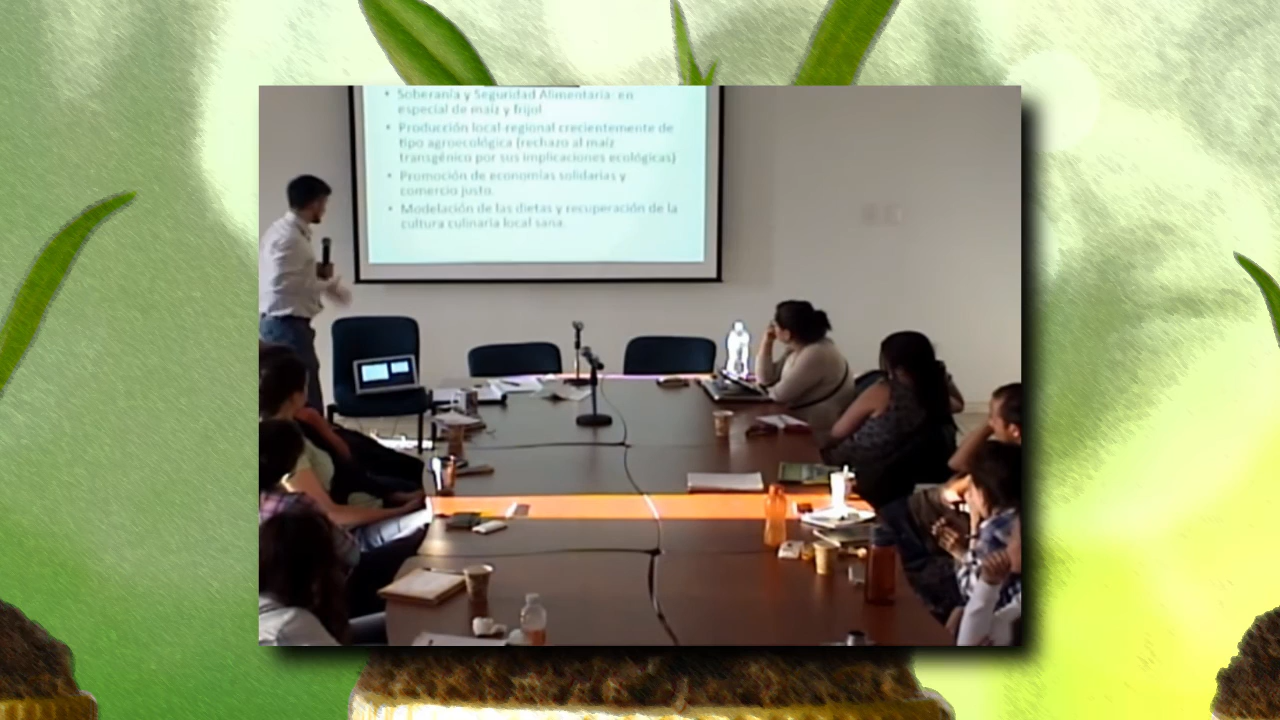 • Soberanía y Seguridad Alimentaria: en
especial de maíz y frijol
• Producción local-regional crecientemente de
tipo agroecológica (rechazo al maíz
transgénico por sus implicaciones ecológicas)
• Promoción de economías solidarias y
comercio justo.
• Modelación de las dietas y recuperación de la
cultura culinaria local sana.